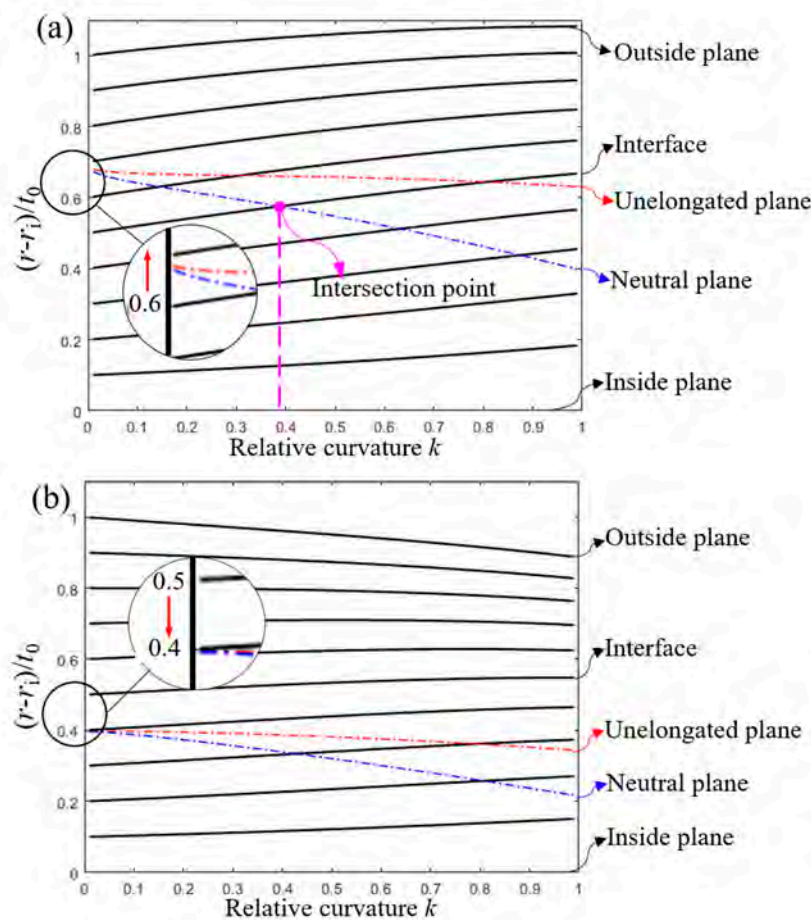 (a)
1
0.8
0.6
0.4
0.2
0
(r-ri)/t0
0.6
Intersection point
Outside plane
Interface
Unelongated plane
Neutral plane
Inside plane
0 0.1 0.2 0.3 0.4 0.5 0.6 0.7 0.8 0.9 1
Relative curvature k
(b)
1
0.8
0.6
0.4
0.2
0
(r-ri)/t0
0.5
0.4
Outside plane
Interface
Unelongated plane
Neutral plane
Inside plane
0 0.1 0.2 0.3 0.4 0.5 0.6 0.7 0.8 0.9 1
Relative curvature k